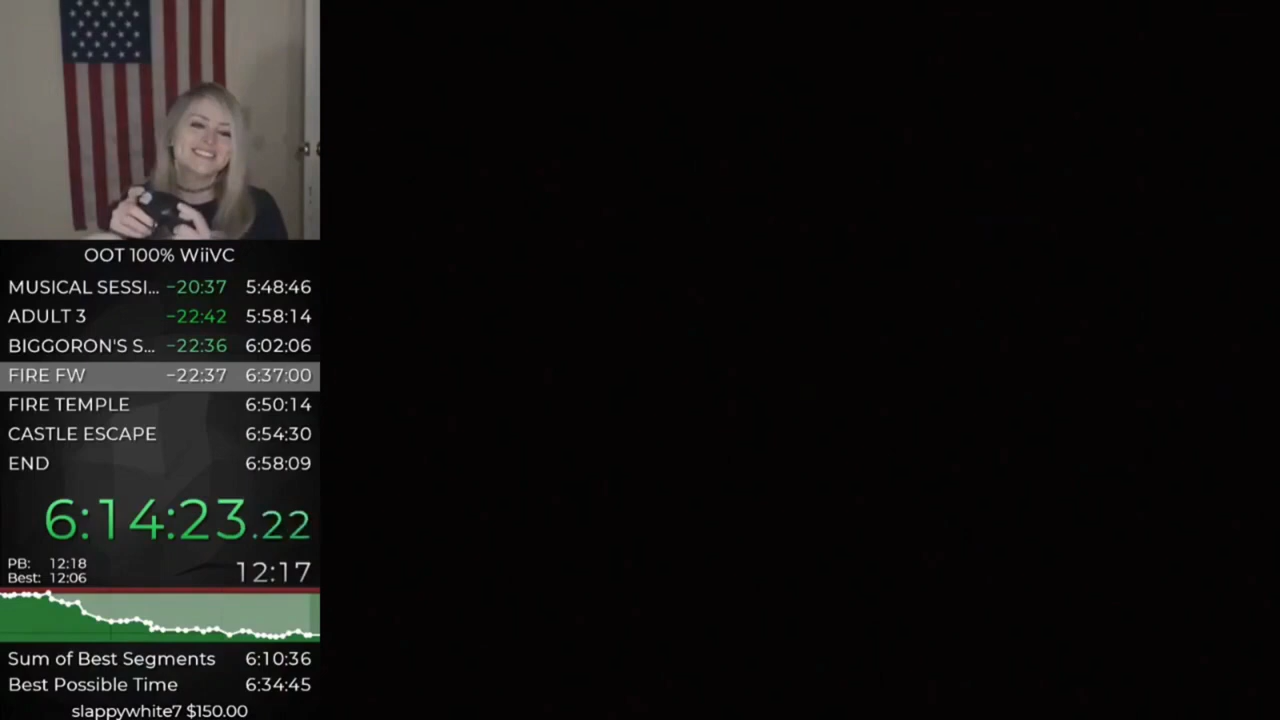 OOT 100% WiiVC
MUSICAL SESSI... −20:37 5:48:46
ADULT 3 −22:42 5:58:14
BIGGORON'S S... −22:36 6:02:06
FIRE FW −22:37 6:37:00
FIRE TEMPLE 6:50:14
CASTLE ESCAPE 6:54:30
END 6:58:09
6:14:23.22
PB: 12:18
Best: 12:06
12:17
Sum of Best Segments 6:10:36
Best Possible Time 6:34:45
slappywhite7 $150.00